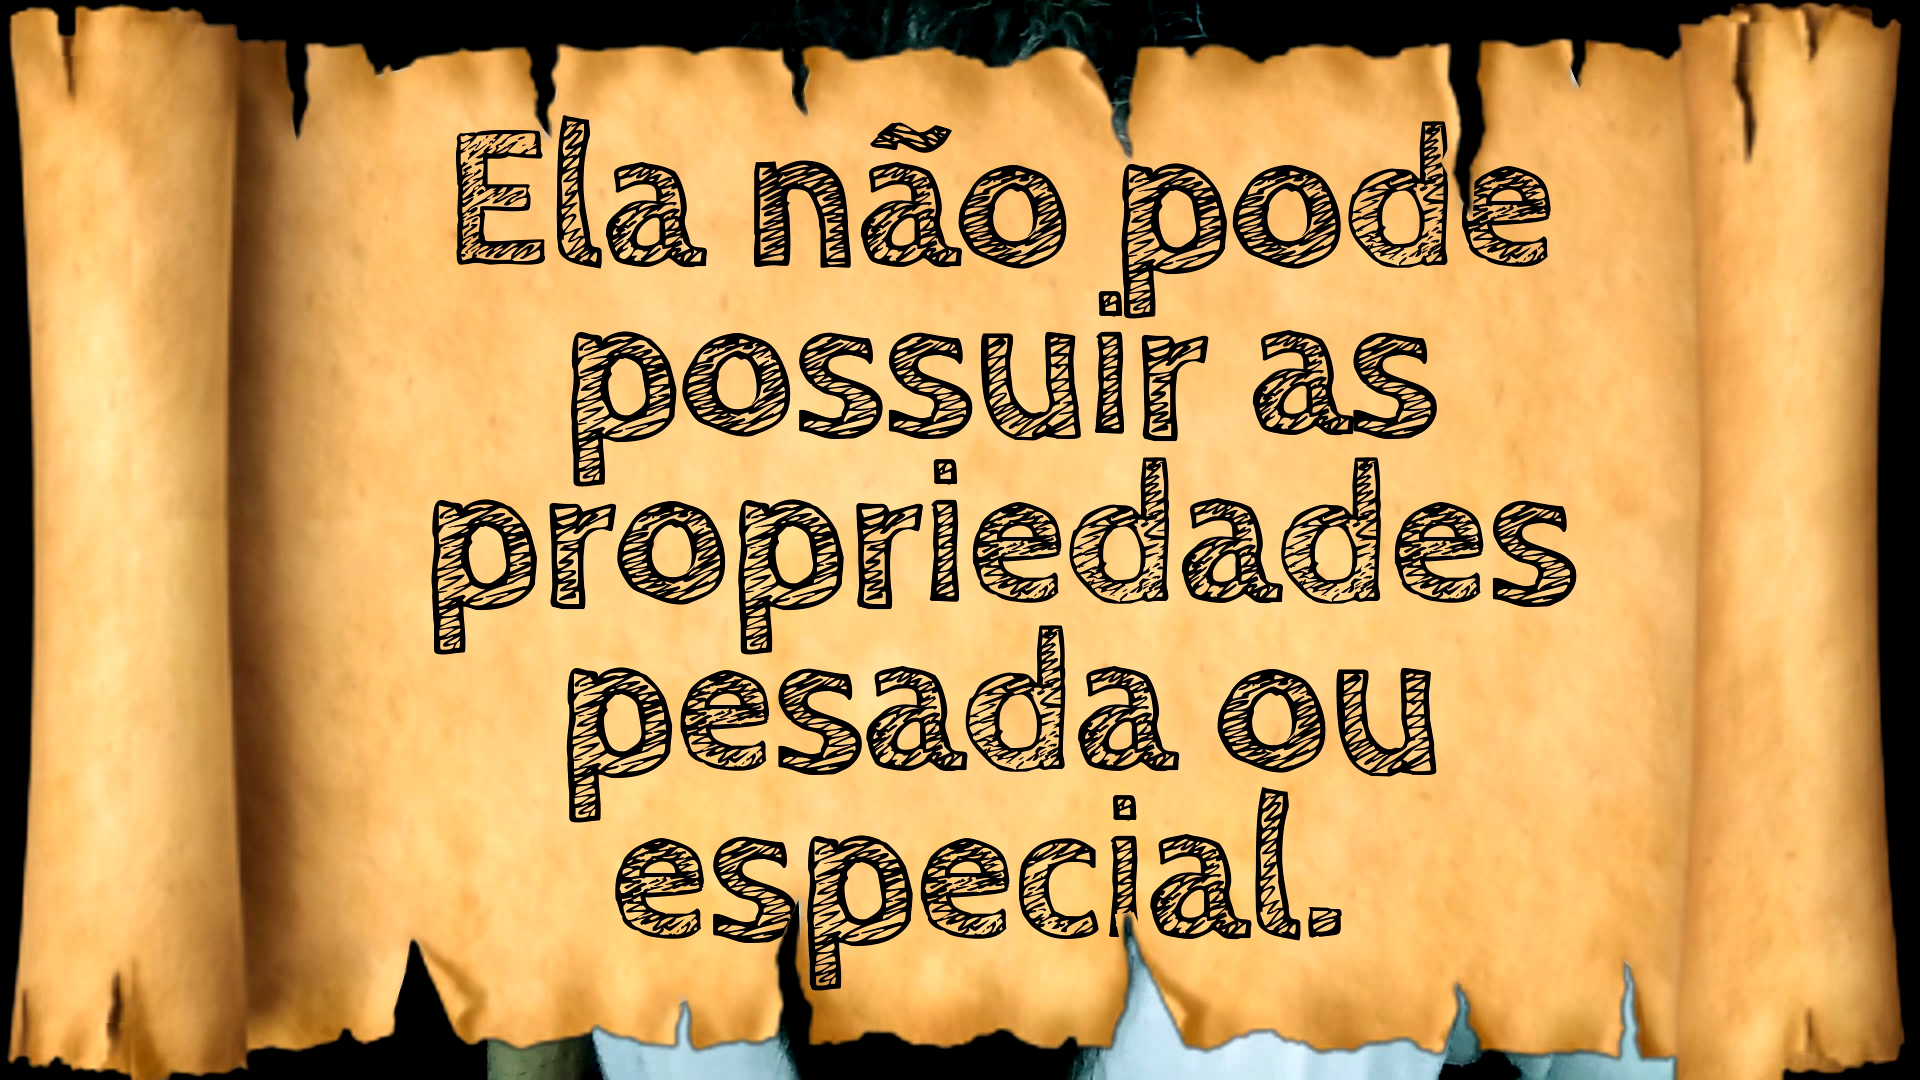 Ela não pode
possuir as
propriedades
pesada ou
especial.